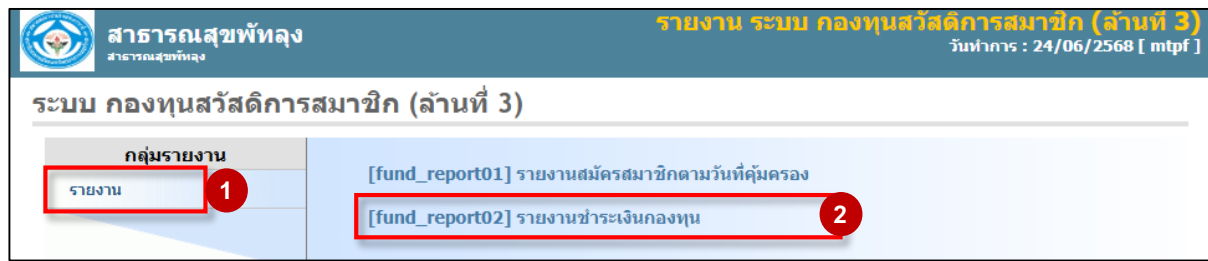 สาธารณสุขพัทลุง
สาธารณสุขพัทลุง
รายงาน ระบบ กองทุนสวัสดิการสมาชิก (ล้านที่ 3)
วันทำการ : 24/06/2568 [ mtpf ]
ระบบ กองทุนสวัสดิการสมาชิก (ล้านที่ 3)
กลุ่มรายงาน
รายงาน
1
[fund_report01] รายงานสมัครสมาชิกตามวันที่คุ้มครอง
[fund_report02] รายงานชำระเงินกองทุน
2